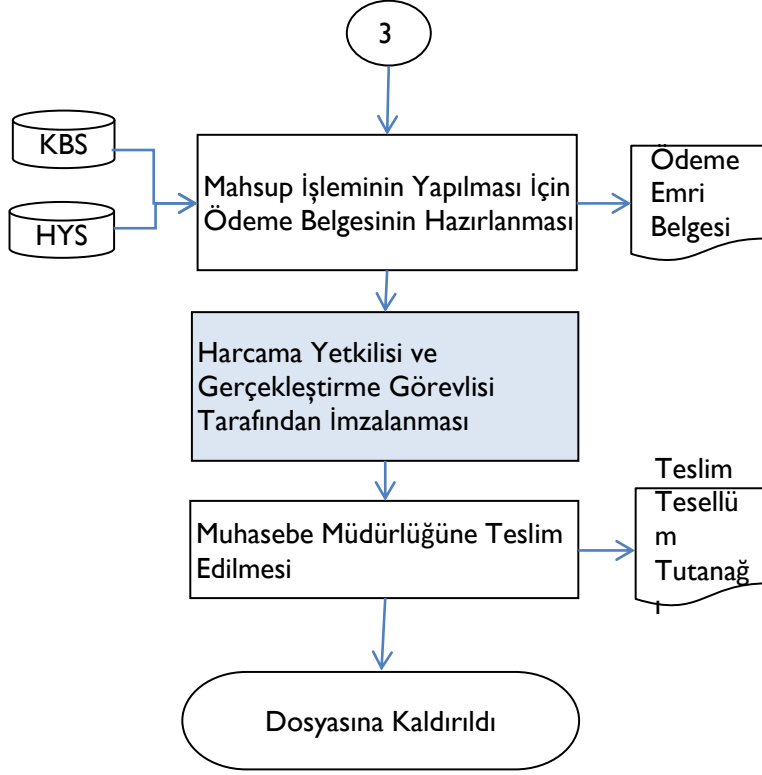 3
KBS
HYS
Mahsup İşleminin Yapılması İçin
Ödeme Belgesinin Hazırlanması
Ödeme
Emri
Belgesi
Harcama Yetkilisi ve
Gerçekleştirme Görevlisi
Tarafından İmzalanması
Muhasebe Müdürlüğüne Teslim
Edilmesi
Teslim
Tesellü
m
Tutanağ
ı
Dosyasına Kaldırıldı